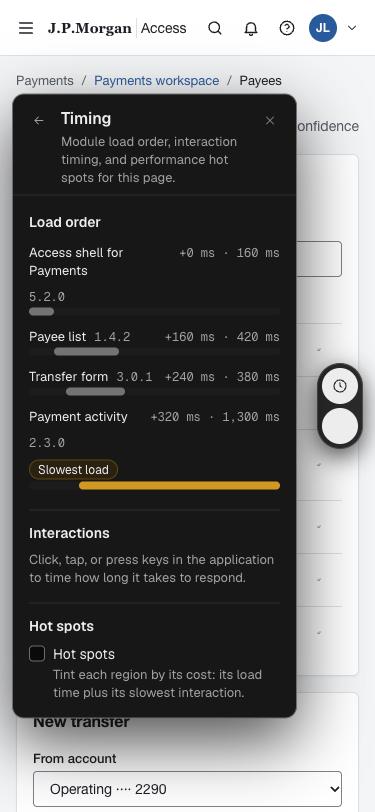 J.P.Morgan Access JL
Payments / Payments workspace / Payees
onfidence
Timing
Module load order, interaction
timing, and performance hot
spots for this page.
Load order
Access shell for Payments +0 ms · 160 ms
5.2.0
Payee list 1.4.2 +160 ms · 420 ms
Transfer form 3.0.1 +240 ms · 380 ms
Payment activity +320 ms · 1,300 ms
2.3.0
Slowest load
Interactions
Click, tap, or press keys in the application
to time how long it takes to respond.
Hot spots
Hot spots
Tint each region by its cost: its load
time plus its slowest interaction.
New transfer
From account
Operating ···· 2290